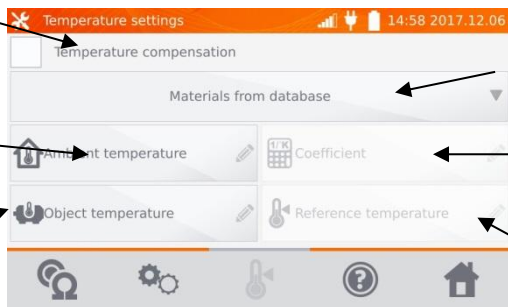 Temperature settings 14:58 2017.12.06
Temperature compensation
Materials from database
Ambient temperature
1/°K Coefficient
Object temperature
Reference temperature
?